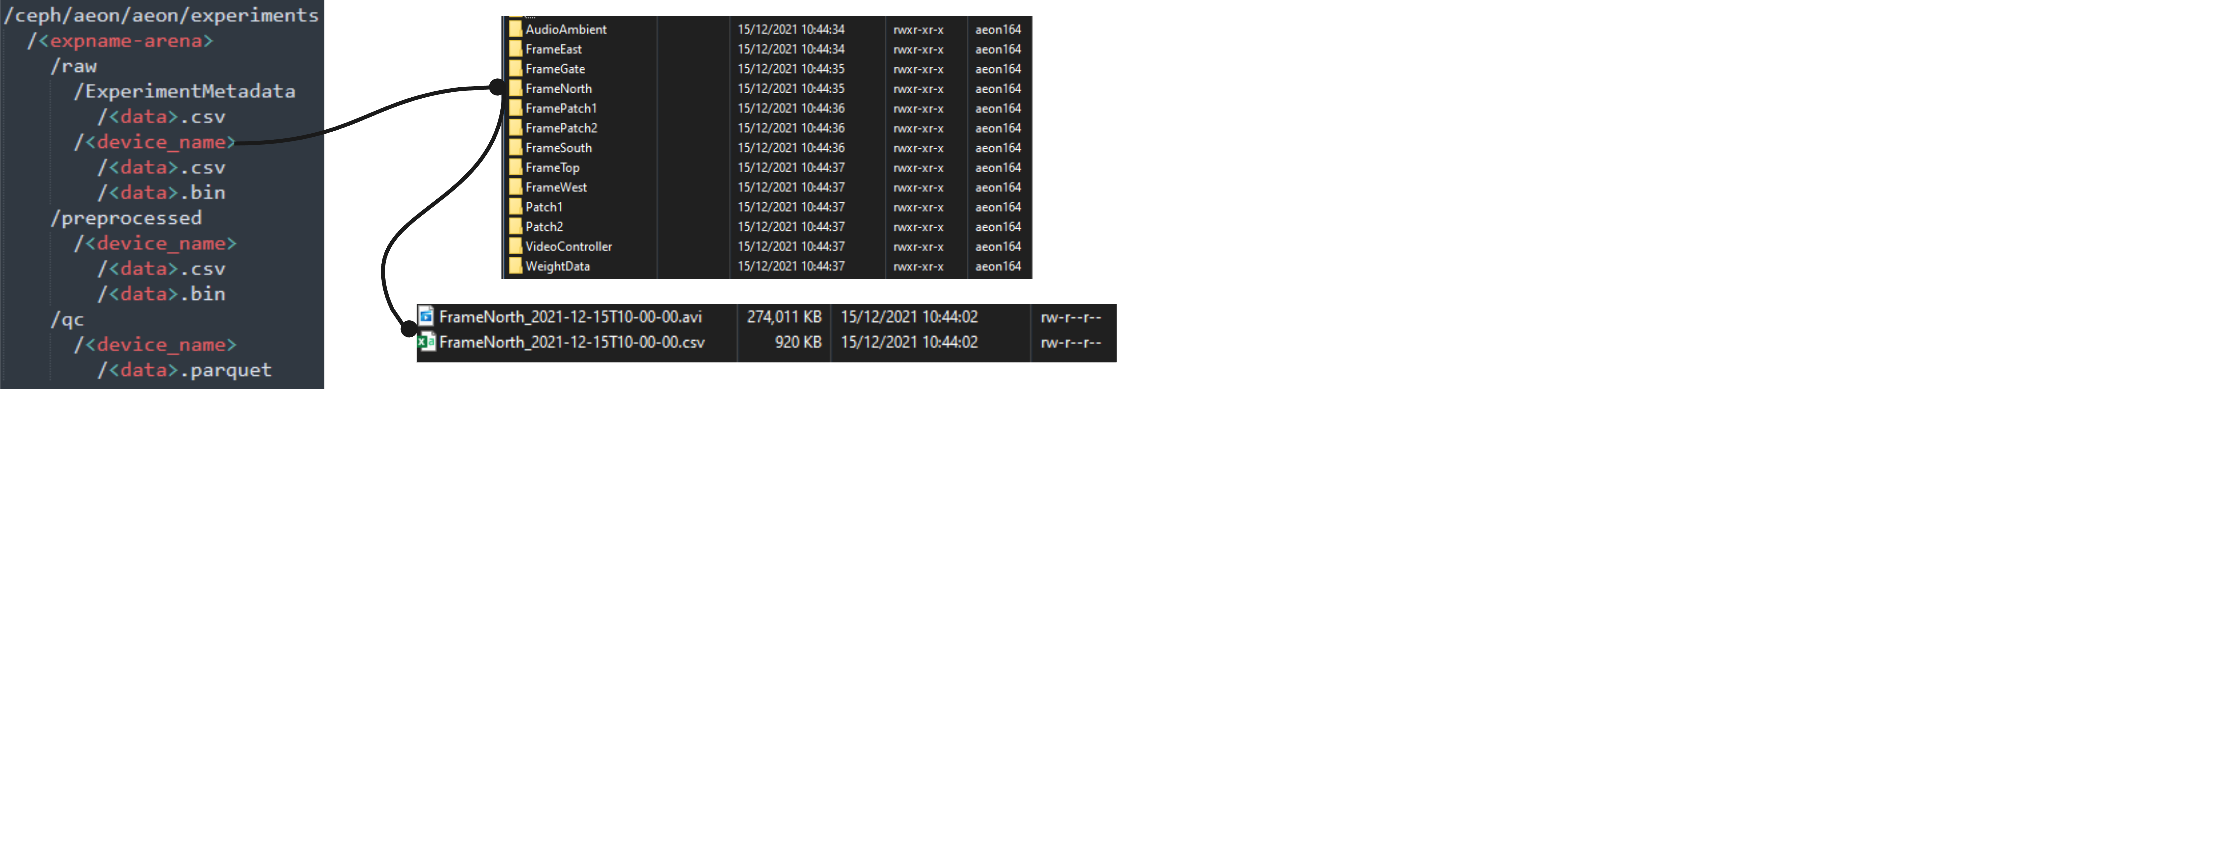 /ceph/aeon/aeon/experiments
/<expname-arena>
/raw
/ExperimentMetadata
/<data>.csv
/<device_name>
/<data>.csv
/<data>.bin
/preprocessed
/<device_name>
/<data>.csv
/<data>.bin
/qc
/<device_name>
/<data>.parquet
AudioAmbient 15/12/2021 10:44:34 rwxr-xr-x aeon164
FrameEast 15/12/2021 10:44:34 rwxr-xr-x aeon164
FrameGate 15/12/2021 10:44:35 rwxr-xr-x aeon164
FrameNorth 15/12/2021 10:44:35 rwxr-xr-x aeon164
FramePatch1 15/12/2021 10:44:36 rwxr-xr-x aeon164
FramePatch2 15/12/2021 10:44:36 rwxr-xr-x aeon164
FrameSouth 15/12/2021 10:44:36 rwxr-xr-x aeon164
FrameTop 15/12/2021 10:44:37 rwxr-xr-x aeon164
FrameWest 15/12/2021 10:44:37 rwxr-xr-x aeon164
Patch1 15/12/2021 10:44:37 rwxr-xr-x aeon164
Patch2 15/12/2021 10:44:37 rwxr-xr-x aeon164
VideoController 15/12/2021 10:44:37 rwxr-xr-x aeon164
WeightData 15/12/2021 10:44:37 rwxr-xr-x aeon164
FrameNorth_2021-12-15T10-00-00.avi 274,011 KB 15/12/2021 10:44:02 rw-r--r--
FrameNorth_2021-12-15T10-00-00.csv 920 KB 15/12/2021 10:44:02 rw-r--r--